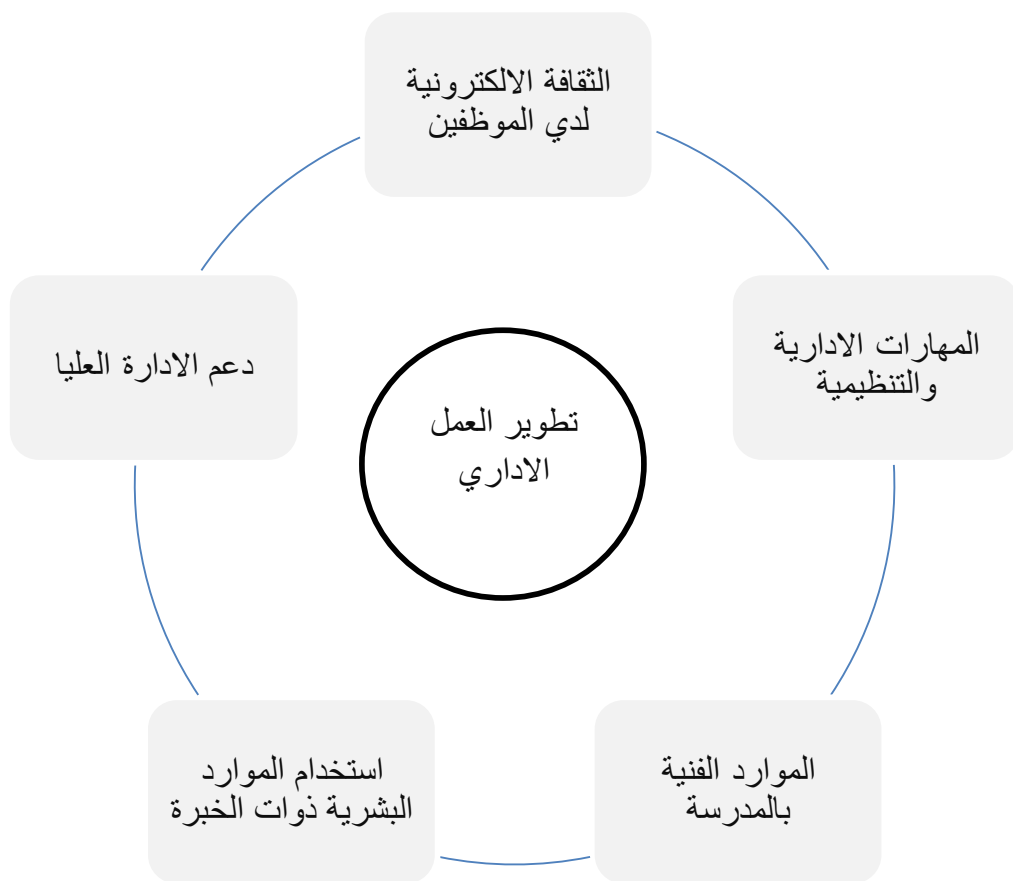 الثقافة الالكترونية
لدي الموظفين
المهارات الادارية
والتنظيمية
الموارد الفنية
بالمدرسة
استخدام الموارد
البشرية ذوات الخبرة
دعم الادارة العليا
تطوير العمل
الاداري